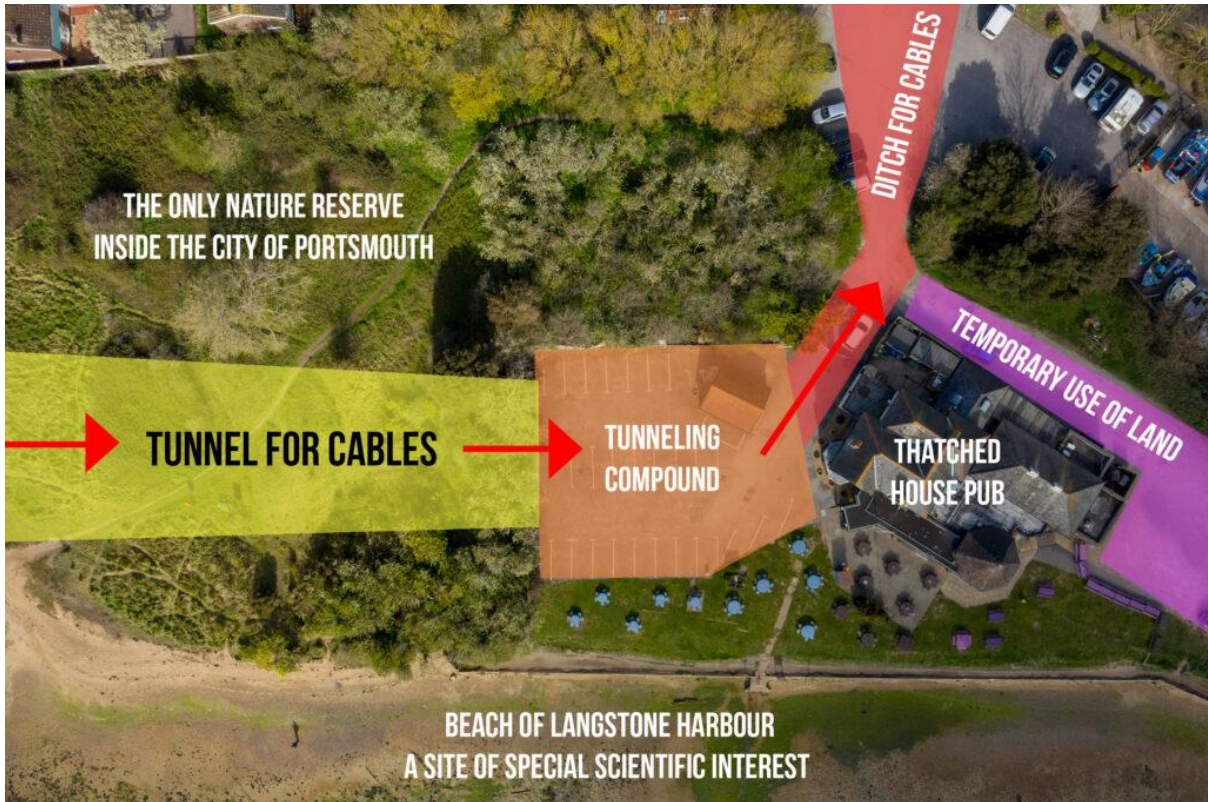 DITCH FOR CABLES
THE ONLY NATURE RESERVE
INSIDE THE CITY OF PORTSMOUTH
TEMPORARY USE OF LAND
TUNNEL FOR CABLES
TUNNELING
COMPOUND
THATCHED
HOUSE PUB
BEACH OF LANGSTONE HARBOUR
A SITE OF SPECIAL SCIENTIFIC INTEREST